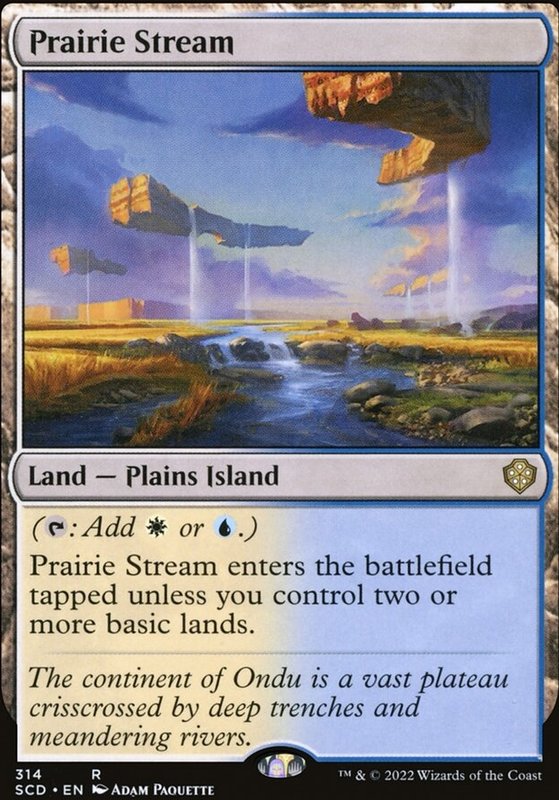 Prairie Stream
Land — Plains Island
(: Add or .)
Prairie Stream enters the battlefield
tapped unless you control two or
more basic lands.
The continent of Ondu is a vast plateau
crisscrossed by deep trenches and
meandering rivers.
314 R
SCD • EN Adam Paquette
™ & © 2022 Wizards of the Coast